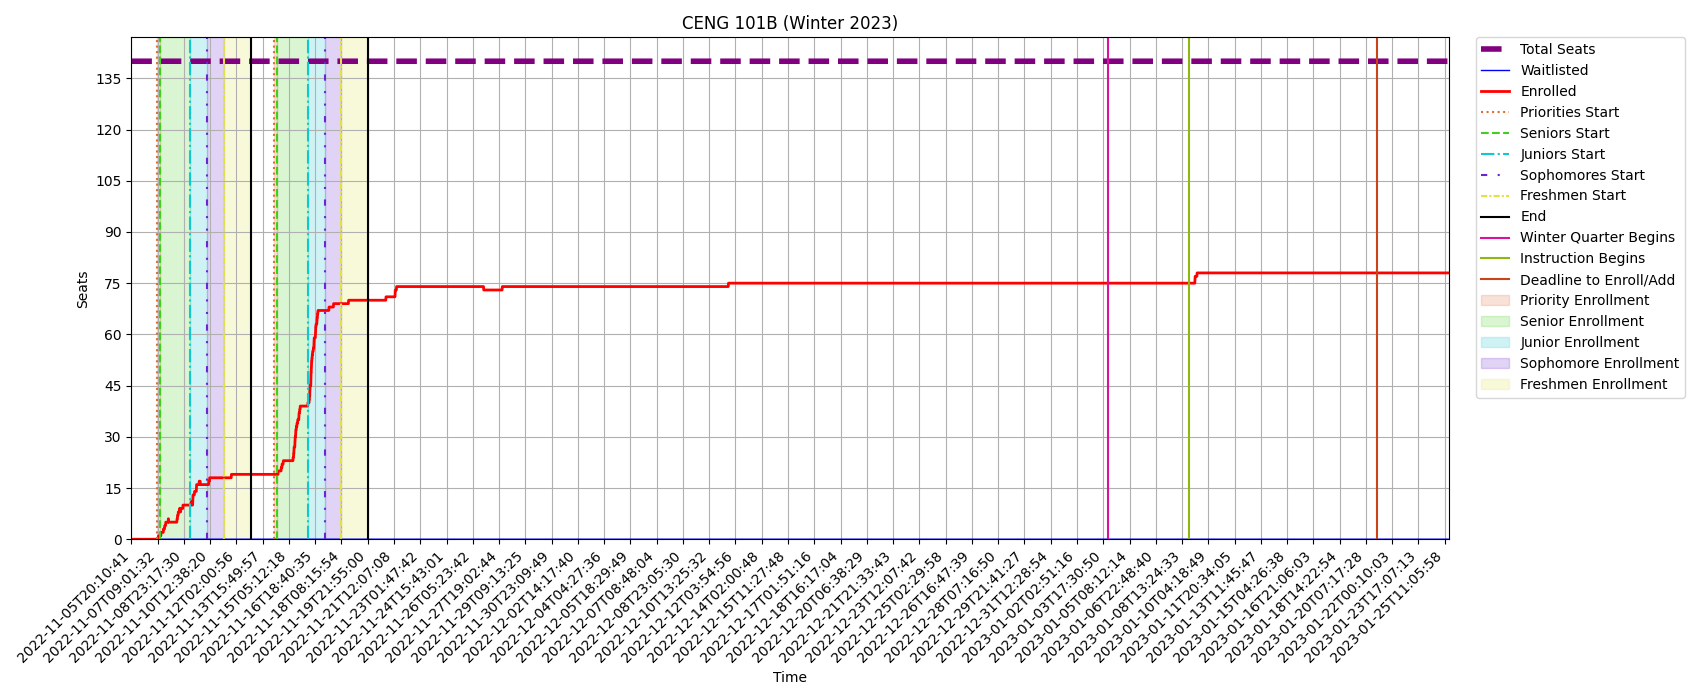 CENG 101B (Winter 2023)
Seats
135
120
105
90
75
60
45
30
15
0
2022-11-05T20:10:41
2022-11-07T09:01:32
2022-11-08T23:17:30
2022-11-10T12:38:20
2022-11-12T02:00:56
2022-11-13T15:49:57
2022-11-15T05:12:18
2022-11-16T18:40:35
2022-11-18T08:15:54
2022-11-19T21:55:00
2022-11-21T12:07:08
2022-11-23T01:47:42
2022-11-24T15:43:01
2022-11-26T05:23:42
2022-11-27T19:02:44
2022-11-29T09:13:25
2022-11-30T23:09:49
2022-12-02T14:17:40
2022-12-04T04:27:36
2022-12-05T18:29:49
2022-12-07T08:48:04
2022-12-08T23:05:30
2022-12-10T13:25:32
2022-12-12T03:54:56
2022-12-14T02:00:48
2022-12-15T11:27:48
2022-12-17T01:51:16
2022-12-18T16:17:04
2022-12-20T06:38:29
2022-12-21T21:33:43
2022-12-23T12:07:42
2022-12-25T02:29:58
2022-12-26T16:47:39
2022-12-28T07:16:50
2022-12-29T21:41:27
2022-12-31T12:28:54
2023-01-02T02:51:16
2023-01-03T17:30:50
2023-01-05T08:12:14
2023-01-06T22:48:40
2023-01-08T13:24:33
2023-01-10T04:18:49
2023-01-11T20:34:05
2023-01-13T11:45:47
2023-01-15T04:26:38
2023-01-16T21:06:03
2023-01-18T14:22:54
2023-01-20T07:17:28
2023-01-22T00:10:03
2023-01-23T17:07:13
2023-01-25T11:05:58
Time
Total Seats
Waitlisted
Enrolled
Priorities Start
Seniors Start
Juniors Start
Sophomores Start
Freshmen Start
End
Winter Quarter Begins
Instruction Begins
Deadline to Enroll/Add
Priority Enrollment
Senior Enrollment
Junior Enrollment
Sophomore Enrollment
Freshmen Enrollment